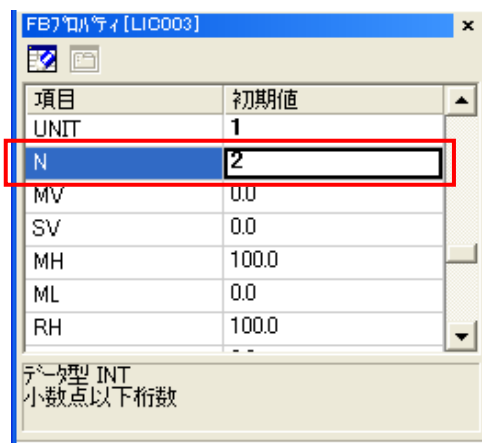 FBﾌﾟﾛﾊﾟﾃｨ [LIC003] ×
項目 初期値
UNIT 1
N 2
MV 0.0
SV 0.0
MH 100.0
ML 0.0
RH 100.0
ﾃﾞｰﾀ型 INT
小数点以下桁数